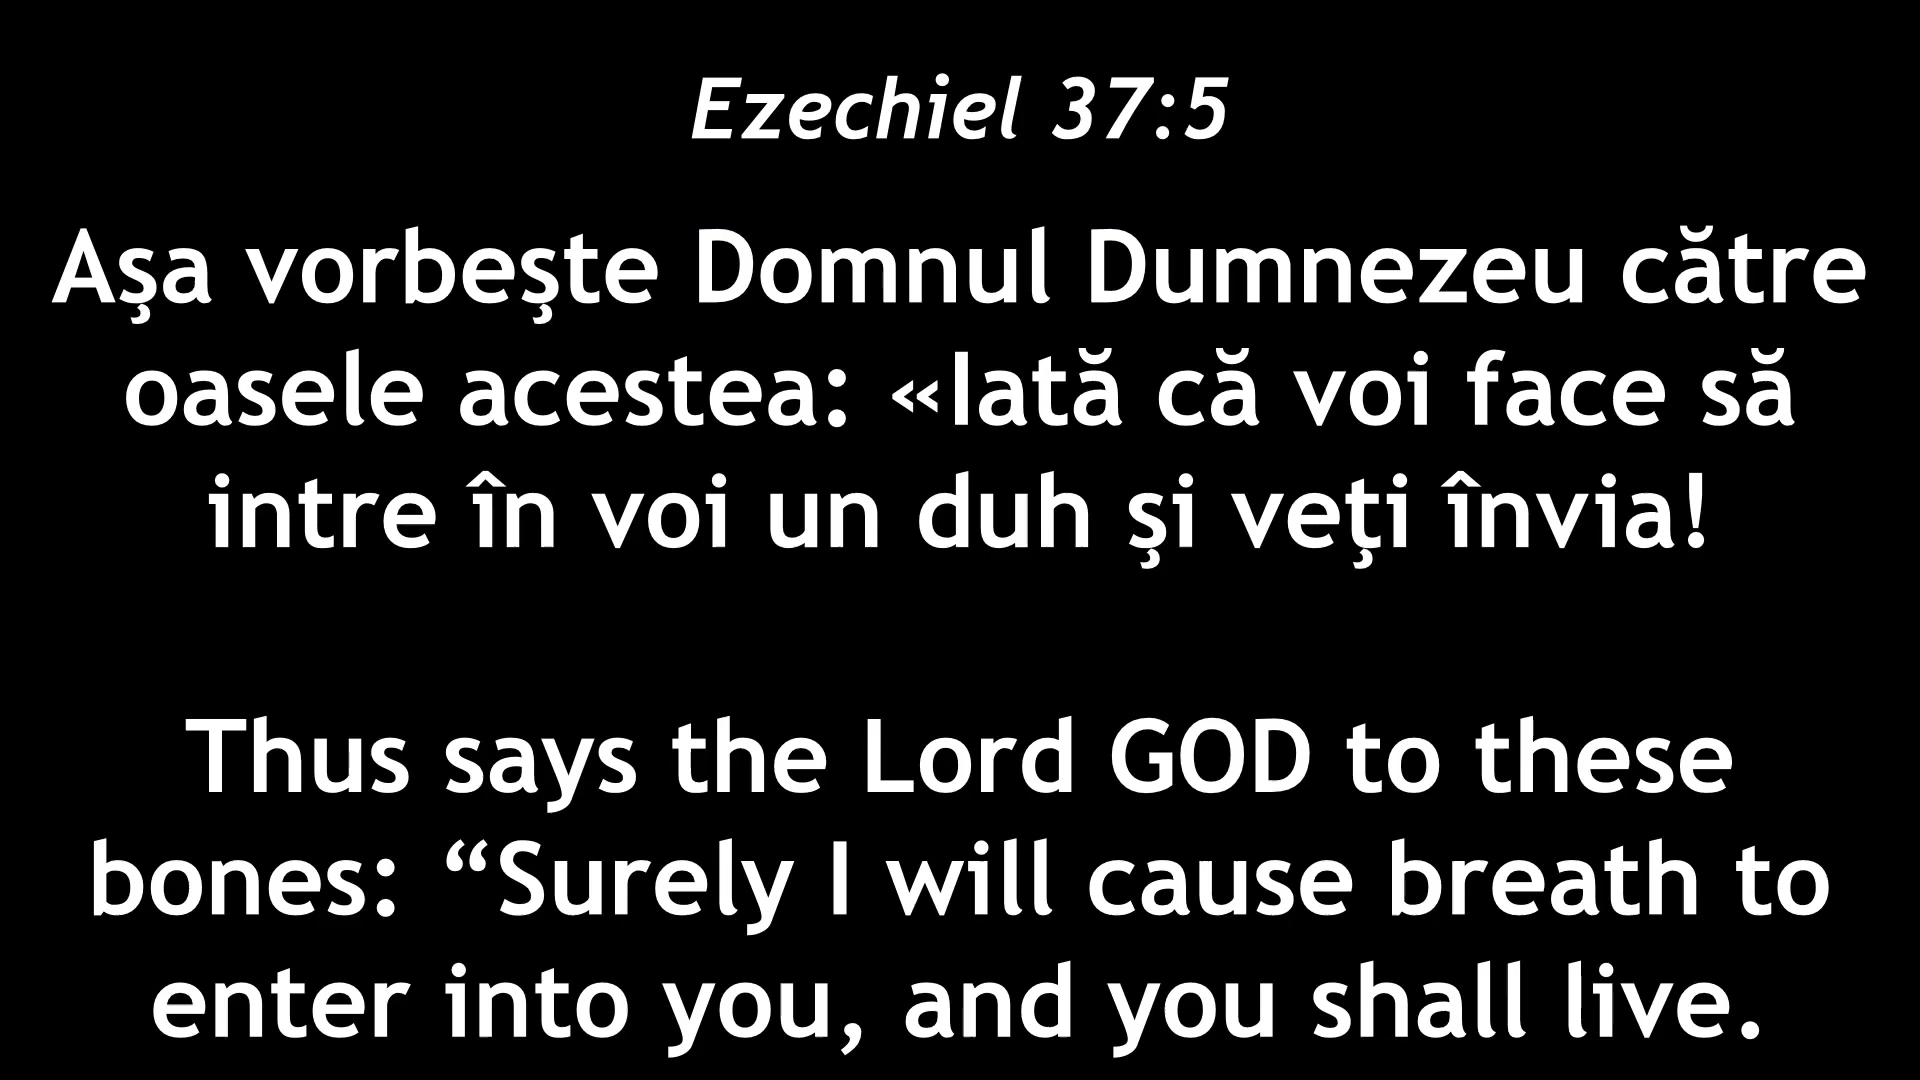 Ezechiel 37:5
Aşa vorbeşte Domnul Dumnezeu către
oasele acestea: «Iată că voi face să
intre în voi un duh şi veţi învia!
Thus says the Lord GOD to these
bones: “Surely I will cause breath to
enter into you, and you shall live.